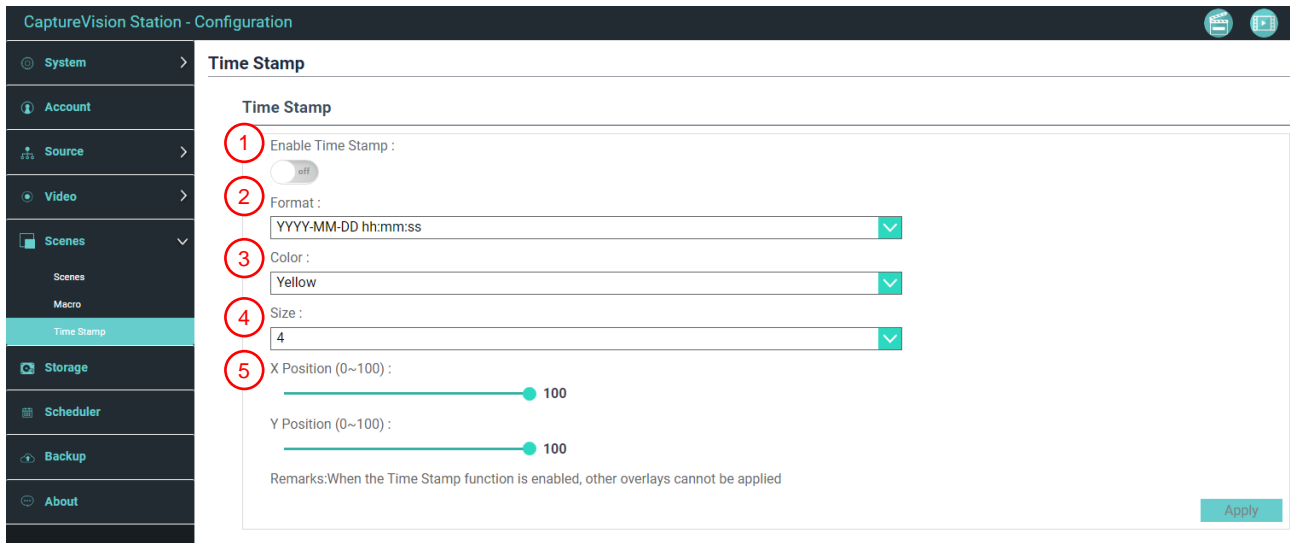 CaptureVision Station - Configuration
System
Account
Source
Video
Scenes
Scenes
Macro
Time Stamp
Storage
Scheduler
Backup
About
Time Stamp
Time Stamp
1
Enable Time Stamp :
off
2
Format :
YYYY-MM-DD hh:mm:ss
3
Color :
Yellow
4
Size :
4
5
X Position (0~100) :
100
Y Position (0~100) :
100
Remarks:When the Time Stamp function is enabled, other overlays cannot be applied
Apply